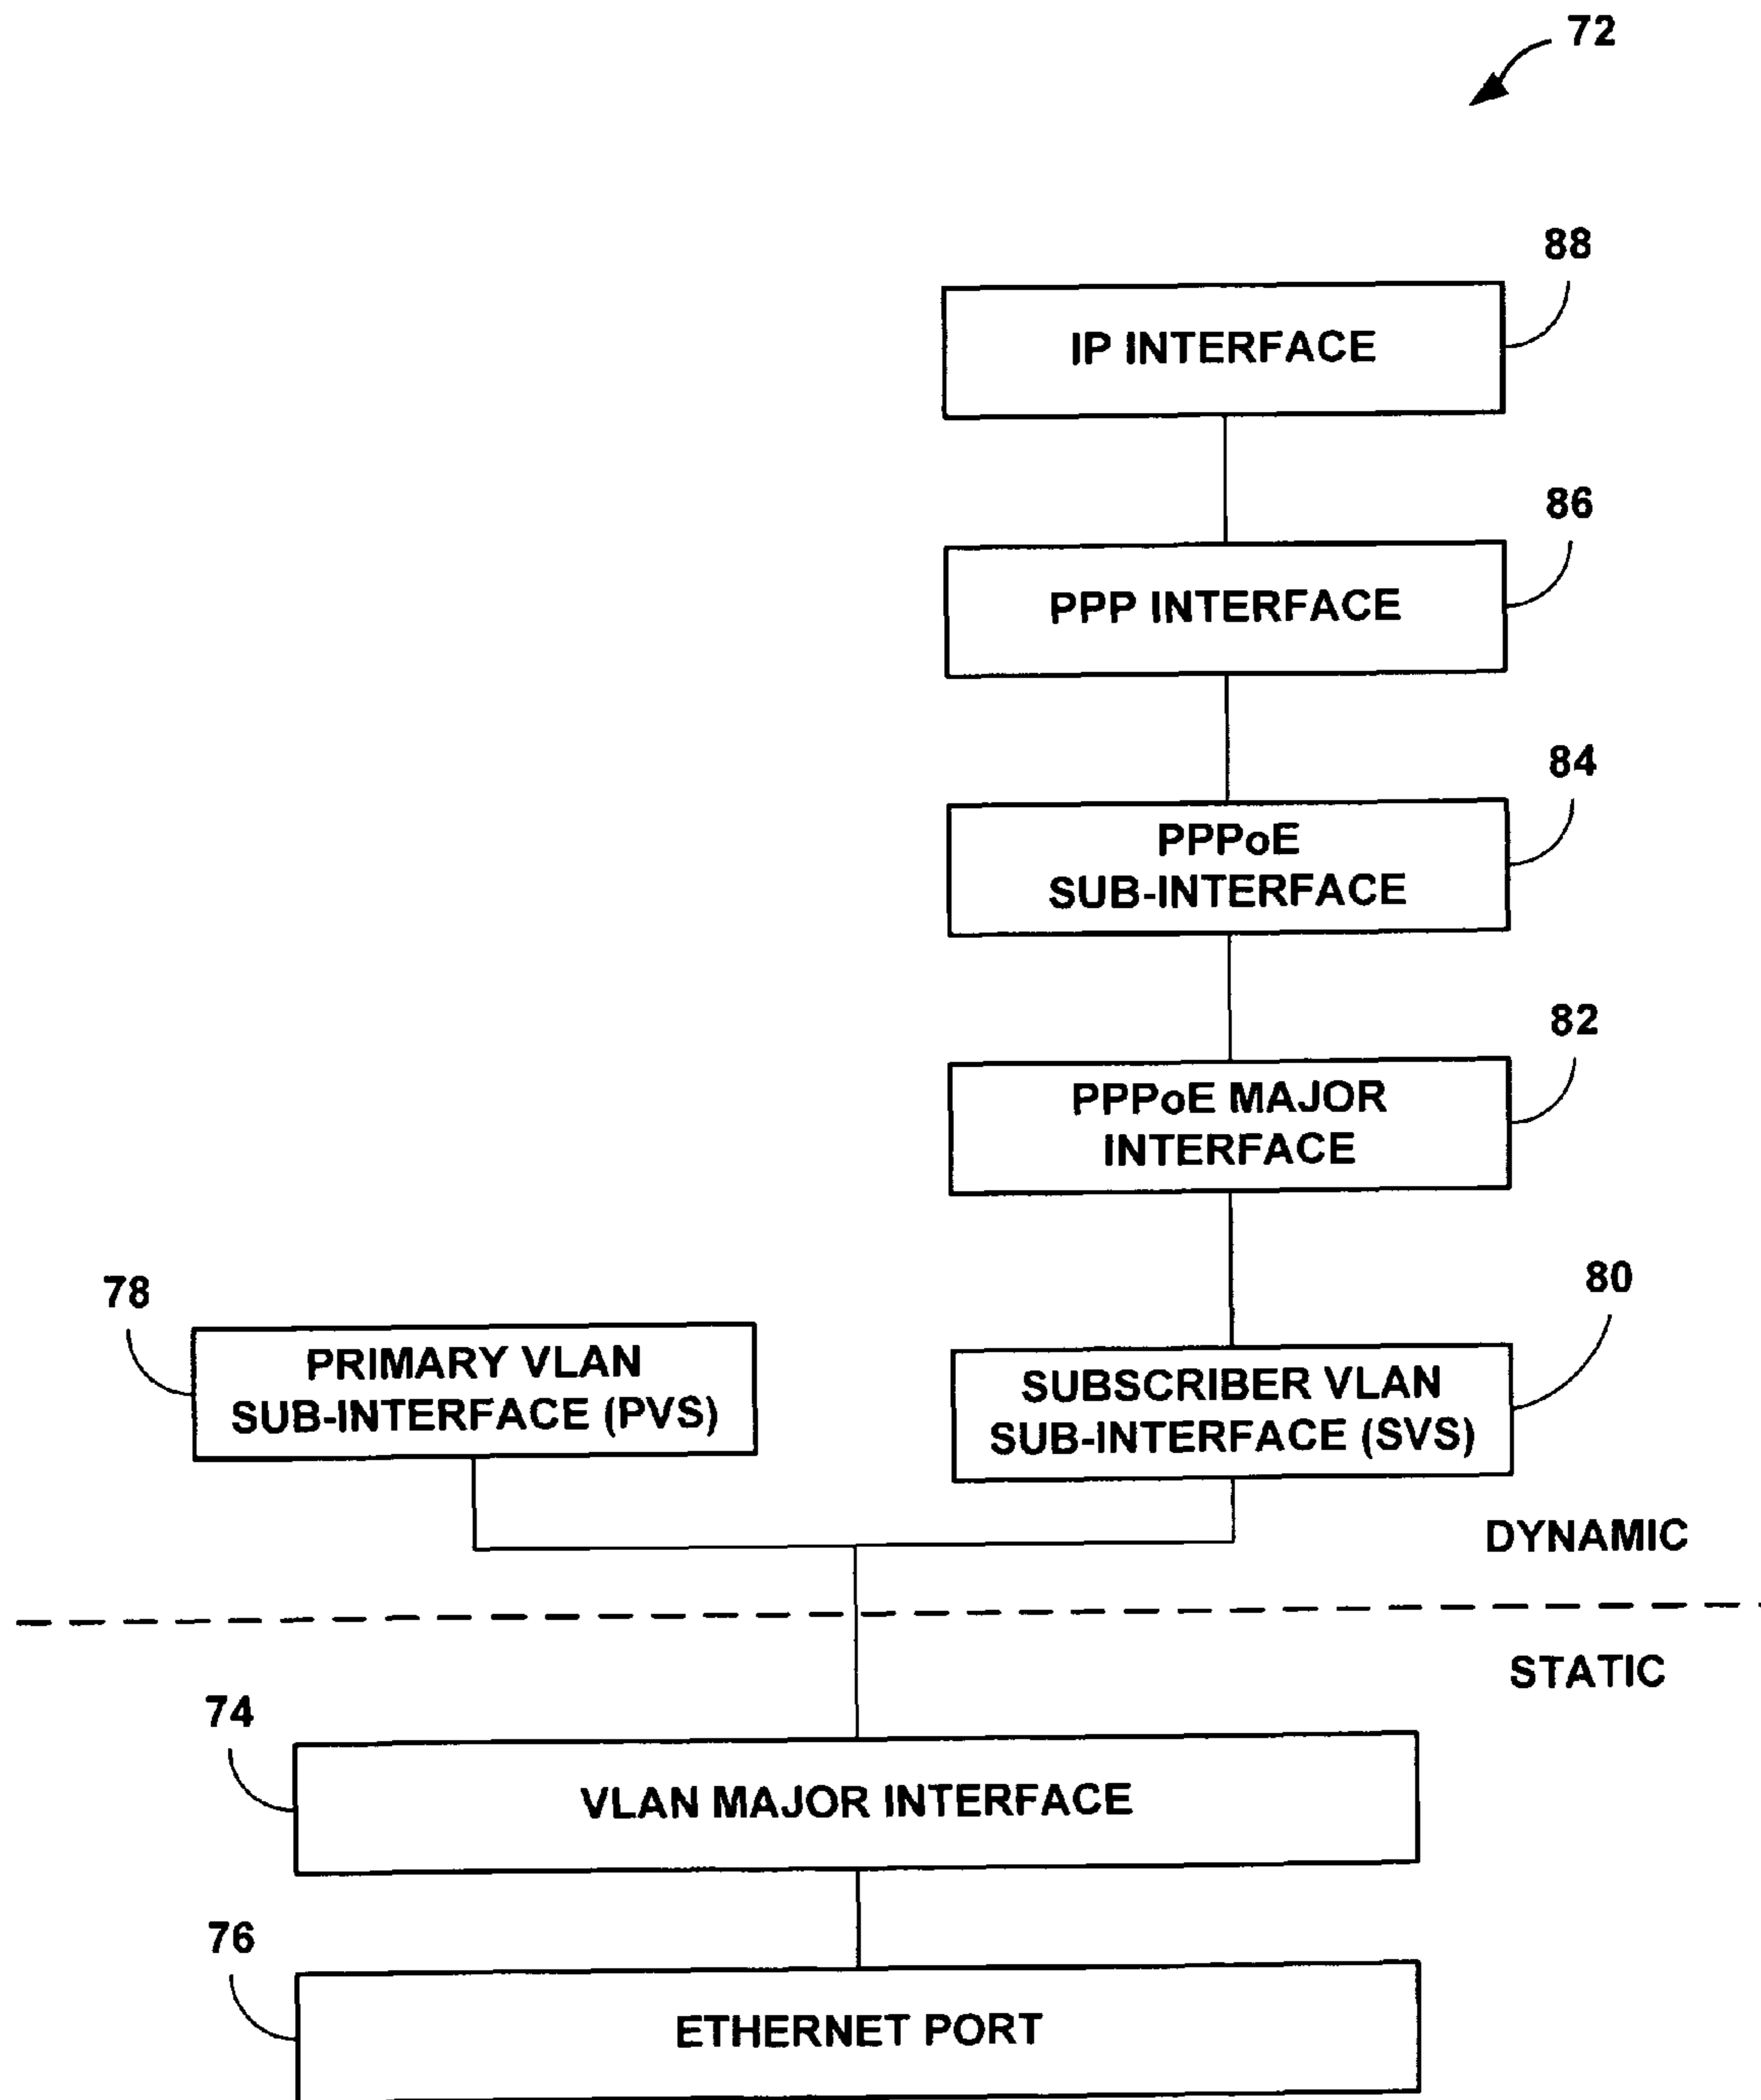 72
88
IP INTERFACE
86
PPP INTERFACE
84
PPPoE
SUB-INTERFACE
82
PPPoE MAJOR
INTERFACE
78
80
PRIMARY VLAN
SUB-INTERFACE (PVS)
SUBSCRIBER VLAN
SUB-INTERFACE (SVS)
DYNAMIC
STATIC
74
VLAN MAJOR INTERFACE
76
ETHERNET PORT